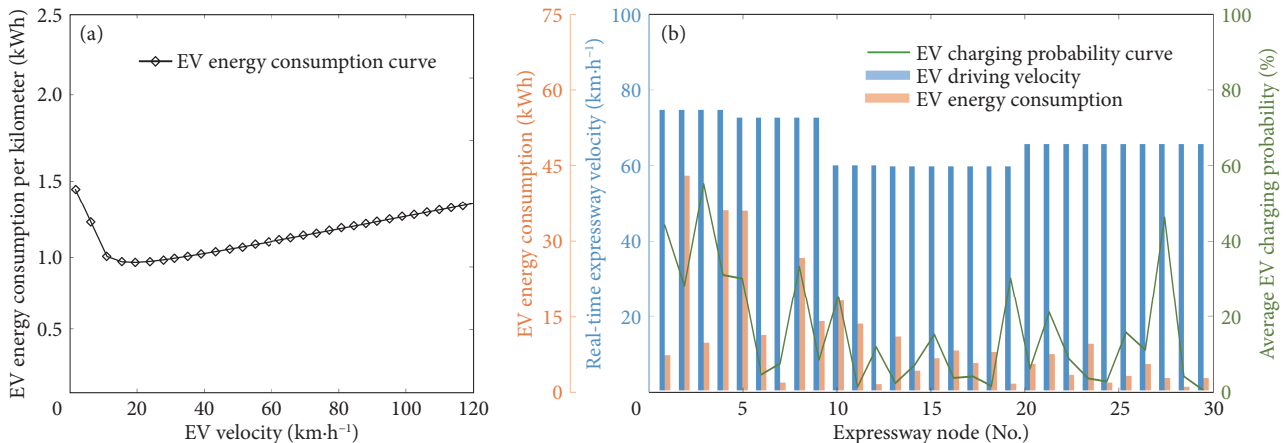 (a)
EV energy consumption curve
EV energy consumption per kilometer (kWh)
2.5
2.0
1.5
1.0
0.5
0
0 20 40 60 80 100 120
EV velocity (km·h⁻¹)
(b)
EV charging probability curve
EV driving velocity
EV energy consumption
EV energy consumption (kWh)
75
60
45
30
15
0
Real-time expressway velocity (km·h⁻¹)
100
80
60
40
20
0
Average EV charging probability (%)
100
80
60
40
20
0
0 5 10 15 20 25 30
Expressway node (No.)